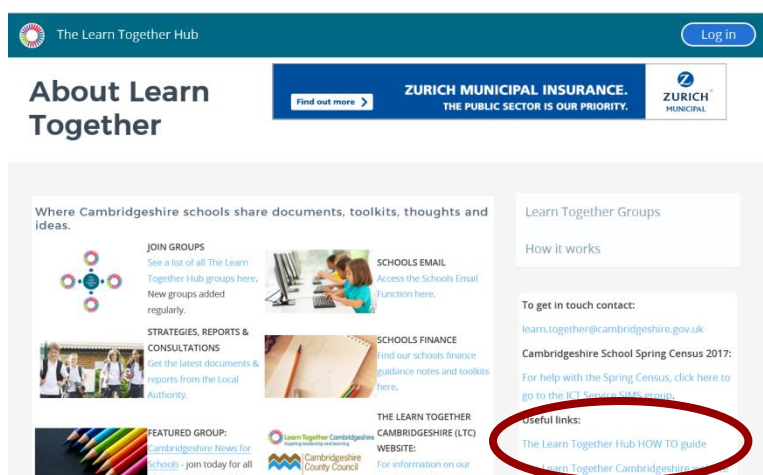 The Learn Together Hub
Log in
About Learn
Together
Find out more
ZURICH MUNICIPAL INSURANCE.
THE PUBLIC SECTOR IS OUR PRIORITY.
ZURICH
MUNICIPAL
Where Cambridgeshire schools share documents, toolkits, thoughts and
ideas.
JOIN GROUPS
See a list of all The Learn
Together Hub groups here.
New groups added
regularly.
SCHOOLS EMAIL
Access the Schools Email
Function here.
STRATEGIES, REPORTS &
CONSULTATIONS
Get the latest documents &
reports from the Local
Authority.
SCHOOLS FINANCE
Find our schools finance
guidance notes and toolkits
here.
FEATURED GROUP:
Cambridgeshire News for
Schools - join today for all
Learn Together Cambridgeshire
Inspiring leadership and learning
Cambridgeshire
County Council
THE LEARN TOGETHER
CAMBRIDGESHIRE (LTC)
WEBSITE:
For information on our
Learn Together Groups
How it works
To get in touch contact:
learn.together@cambridgeshire.gov.uk
Cambridgeshire School Spring Census 2017:
For help with the Spring Census, click here to
go to the ICT Service SIMS group.
Useful links:
The Learn Together Hub HOW TO guide
Learn Together Cambridgeshire